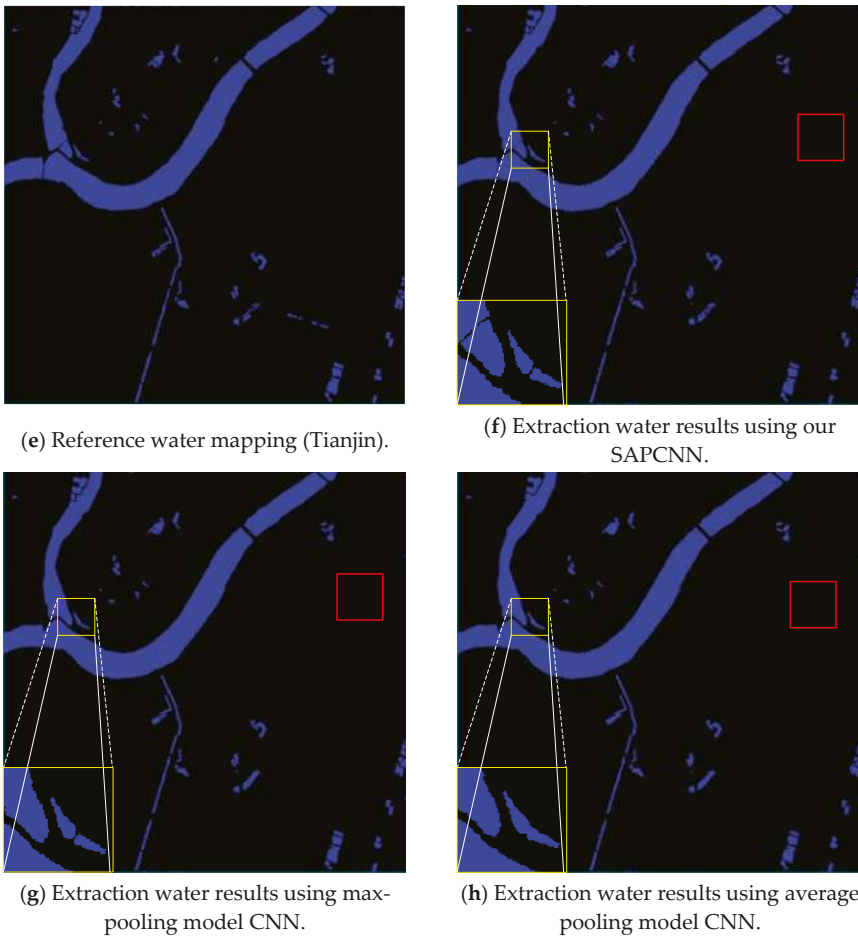 (e) Reference water mapping (Tianjin).
(f) Extraction water results using our
SAPCNN.
(g) Extraction water results using max-
pooling model CNN.
(h) Extraction water results using average
pooling model CNN.